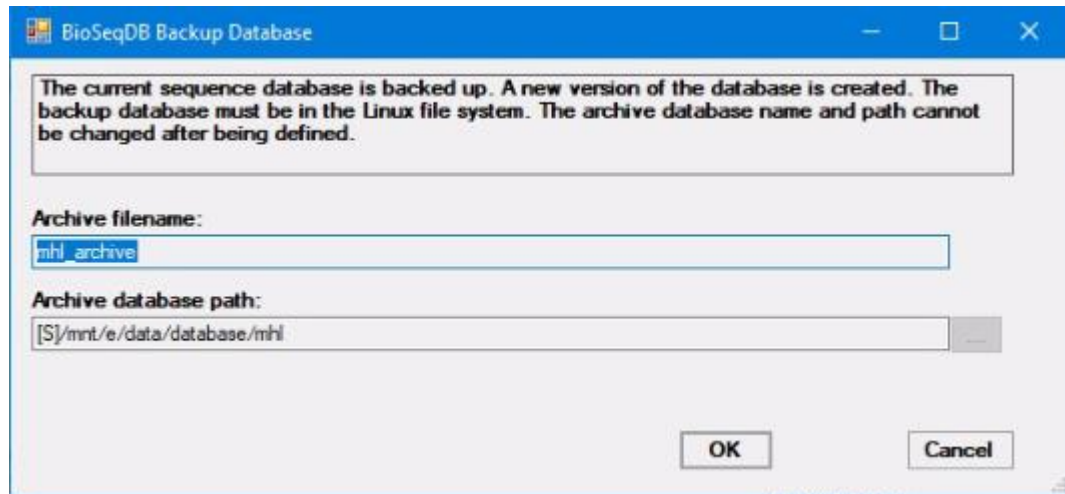 BioSeqDB Backup Database
The current sequence database is backed up. A new version of the database is created. The
backup database must be in the Linux file system. The archive database name and path cannot
be changed after being defined.
Archive filename:
mhl_archive
Archive database path:
[S]/mnt/e/data/database/mhl
...
OK
Cancel